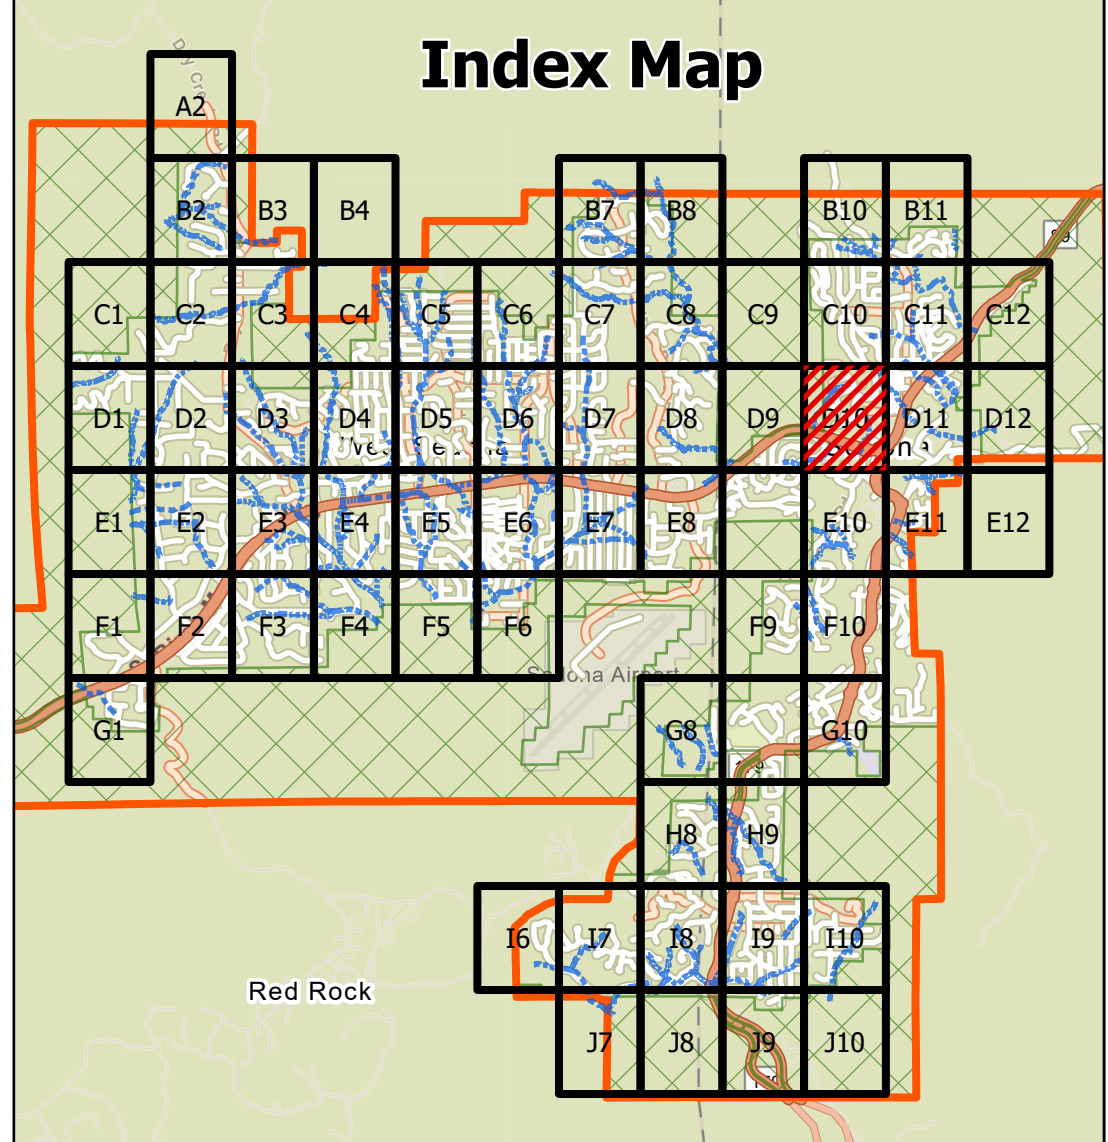 Index Map
A2
B2 B3 B4 B7 B8 B10 B11
89
C1 C2 C3 C4 C5 C6 C7 C8 C9 C10 C11 C12
D1 D2 D3 D4 D5 D6 D7 D8 D9 D10 D11 D12
E1 E2 E3 E4 E5 E6 E7 E8 E10 E11 E12
F1 F2 F3 F4 F5 F6 F9 F10
Sedona Airport
G1 G8 G10
H8 H9
I6 I7 I8 I9 I10
Red Rock
J7 J8 J9 J10